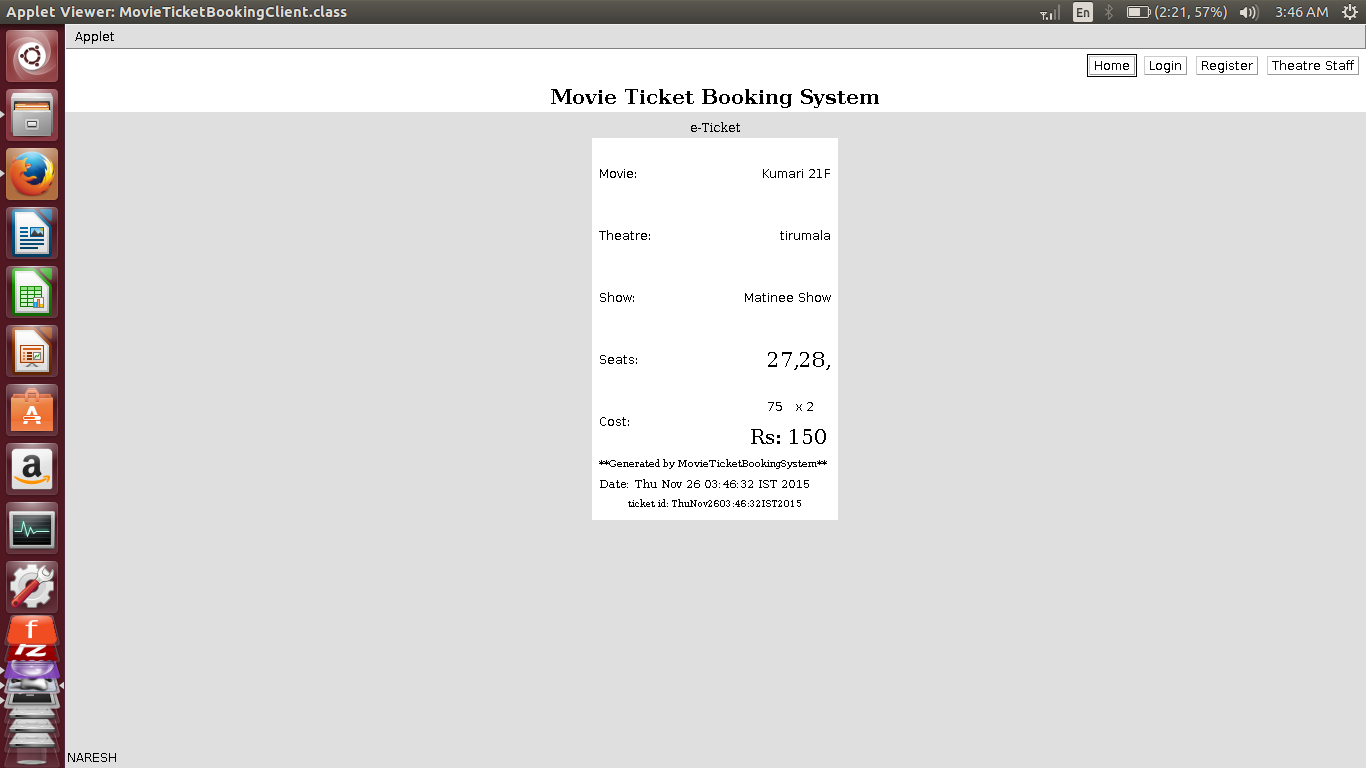 Applet Viewer: MovieTicketBookingClient.class
En (2:21, 57%) 3:46 AM
Applet
Home Login Register Theatre Staff
Movie Ticket Booking System
e-Ticket
Movie: Kumari 21F
Theatre: tirumala
Show: Matinee Show
Seats: 27,28,
75 x 2
Cost:
Rs: 150
**Generated by MovieTicketBookingSystem**
Date: Thu Nov 26 03:46:32 IST 2015
ticket id: ThuNov2603:46:32IST2015
A
a
f
NARESH